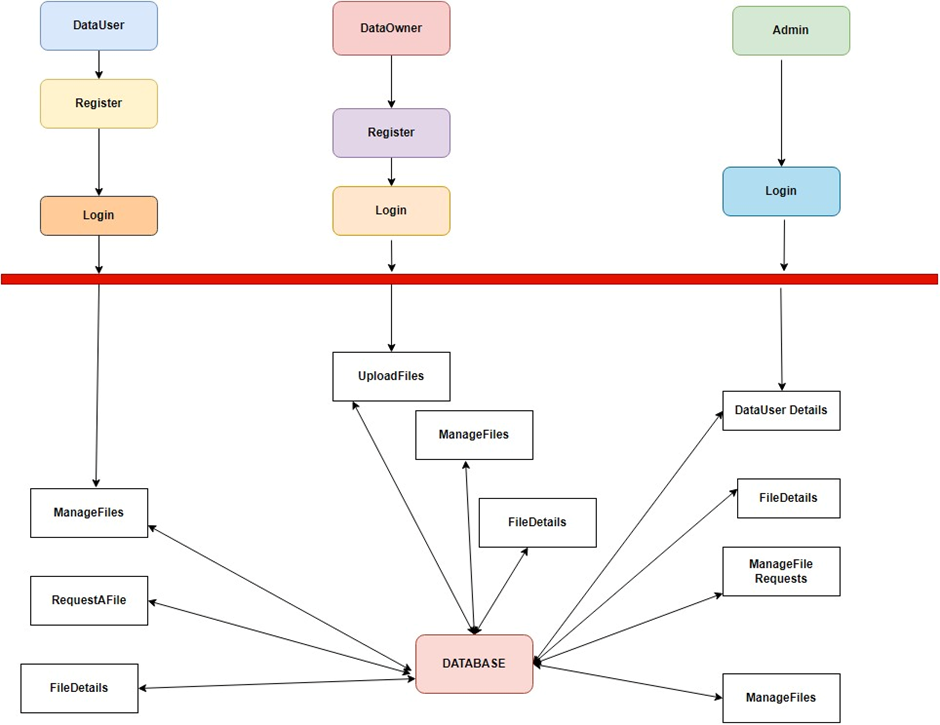 DataUser
DataOwner
Admin
Register
Register
Login
Login
Login
UploadFiles
DataUser Details
ManageFiles
FileDetails
ManageFiles
FileDetails
ManageFile
Requests
RequestAFile
DATABASE
FileDetails
ManageFiles